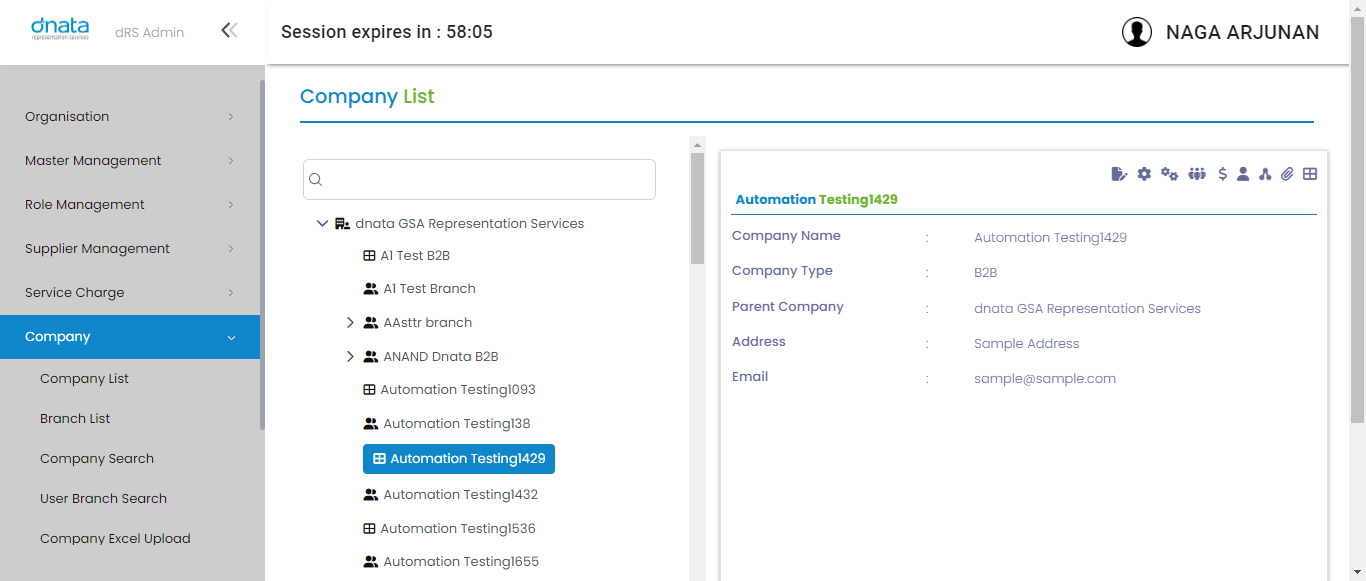 dnata
representation services
dRS Admin
Session expires in : 58:05
NAGA ARJUNAN
Organisation
Master Management
Role Management
Supplier Management
Service Charge
Company
Company List
Branch List
Company Search
User Branch Search
Company Excel Upload
Company List
dnata GSA Representation Services
A1 Test B2B
A1 Test Branch
AAsttr branch
ANAND Dnata B2B
Automation Testing1093
Automation Testing138
Automation Testing1429
Automation Testing1432
Automation Testing1536
Automation Testing1655
Automation Testing1429
Company Name : Automation Testing1429
Company Type : B2B
Parent Company : dnata GSA Representation Services
Address : Sample Address
Email : sample@sample.com